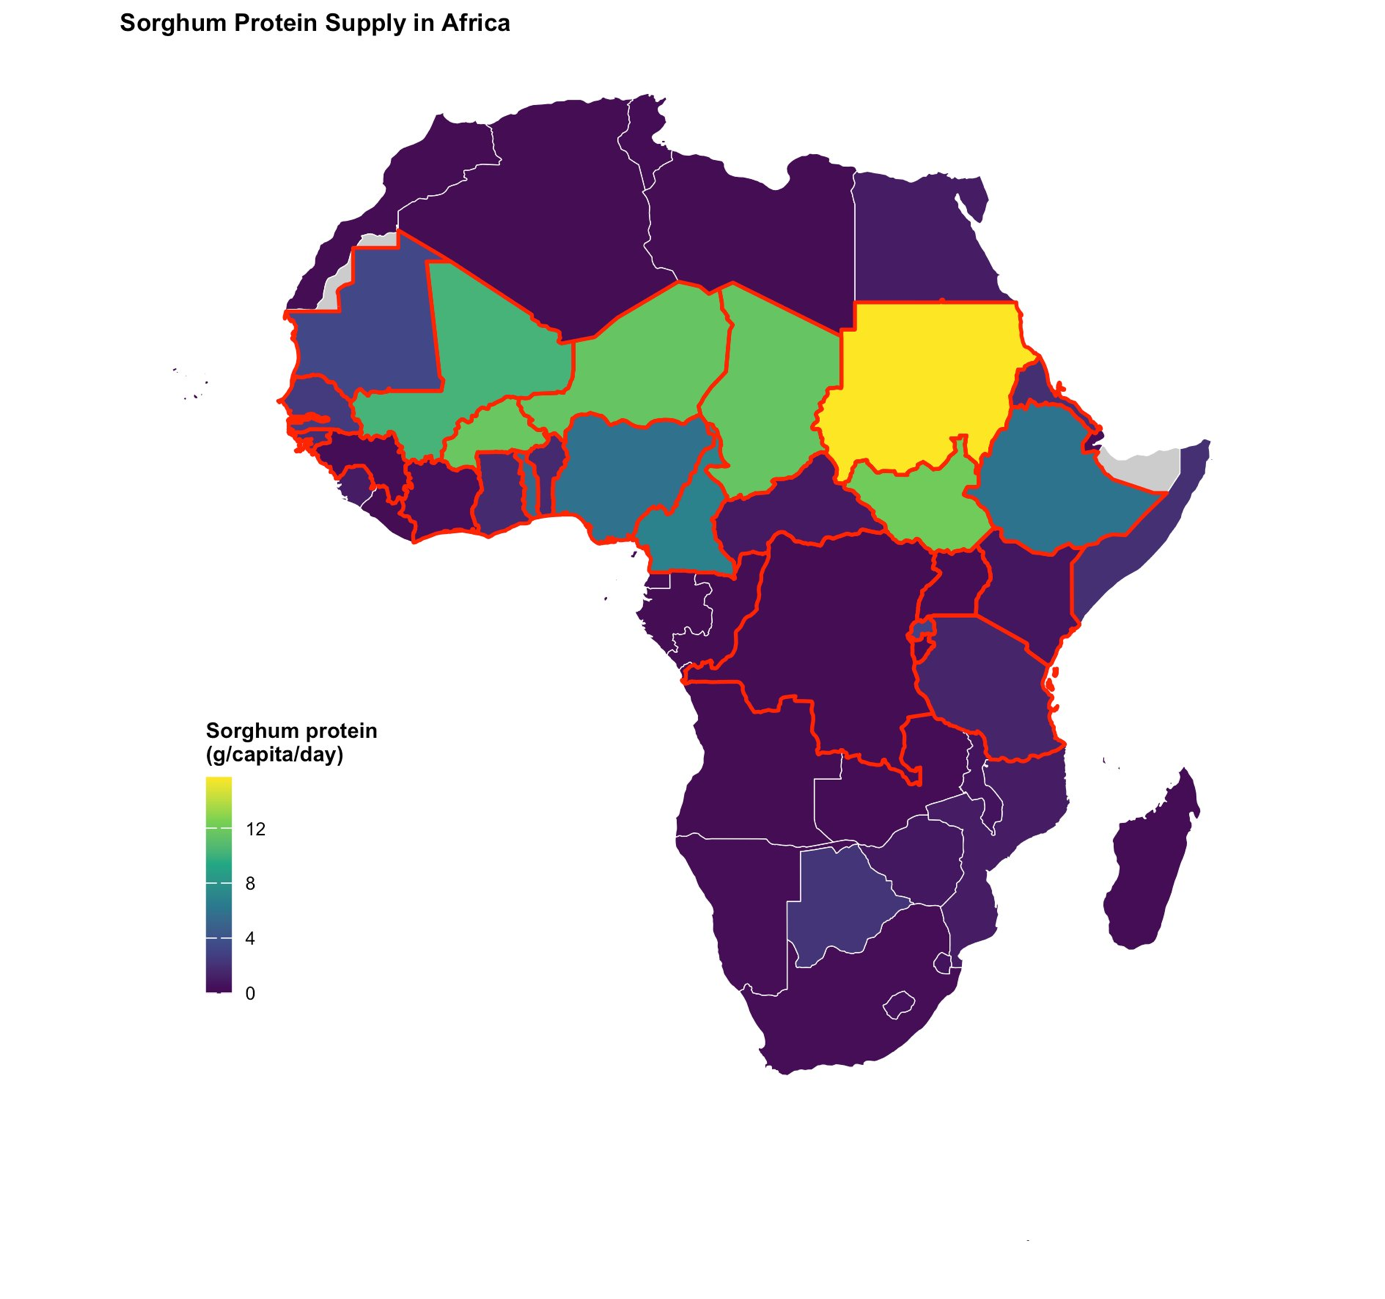 Sorghum Protein Supply in Africa
Sorghum protein
(g/capita/day)
12
8
4
0